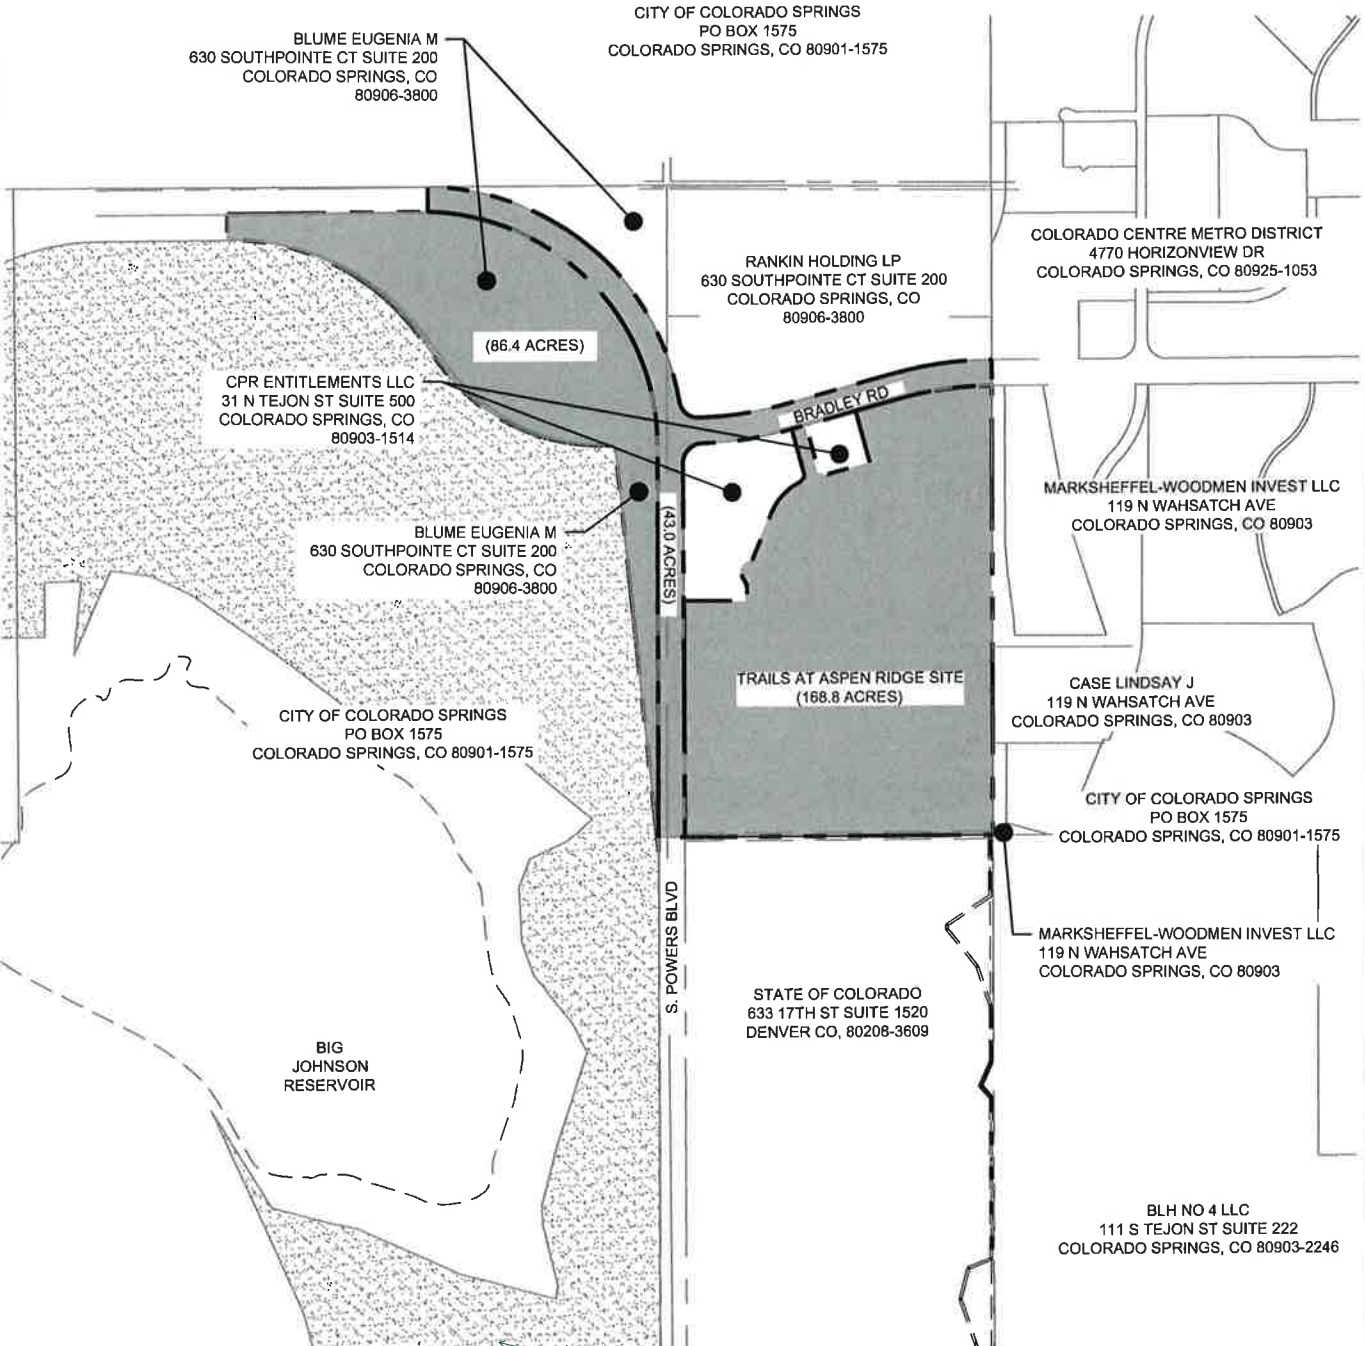 CITY OF COLORADO SPRINGS
PO BOX 1575
COLORADO SPRINGS, CO 80901-1575
BLUME EUGENIA M
630 SOUTHPOINTE CT SUITE 200
COLORADO SPRINGS, CO
80906-3800
COLORADO CENTRE METRO DISTRICT
4770 HORIZONVIEW DR
COLORADO SPRINGS, CO 80925-1053
RANKIN HOLDING LP
630 SOUTHPOINTE CT SUITE 200
COLORADO SPRINGS, CO
80906-3800
(86.4 ACRES)
CPR ENTITLEMENTS LLC
31 N TEJON ST SUITE 500
COLORADO SPRINGS, CO
80903-1514
BRADLEY RD
MARKSHEFFEL-WOODMEN INVEST LLC
119 N WAHSATCH AVE
COLORADO SPRINGS, CO 80903
BLUME EUGENIA M
630 SOUTHPOINTE CT SUITE 200
COLORADO SPRINGS, CO
80906-3800
(43.0 ACRES)
TRAILS AT ASPEN RIDGE SITE
(168.8 ACRES)
CASE LINDSAY J
119 N WAHSATCH AVE
COLORADO SPRINGS, CO 80903
CITY OF COLORADO SPRINGS
PO BOX 1575
COLORADO SPRINGS, CO 80901-1575
CITY OF COLORADO SPRINGS
PO BOX 1575
COLORADO SPRINGS, CO 80901-1575
S. POWERS BLVD
MARKSHEFFEL-WOODMEN INVEST LLC
119 N WAHSATCH AVE
COLORADO SPRINGS, CO 80903
STATE OF COLORADO
633 17TH ST SUITE 1520
DENVER CO, 80208-3609
BIG
JOHNSON
RESERVOIR
BLH NO 4 LLC
111 S TEJON ST SUITE 222
COLORADO SPRINGS, CO 80903-2246